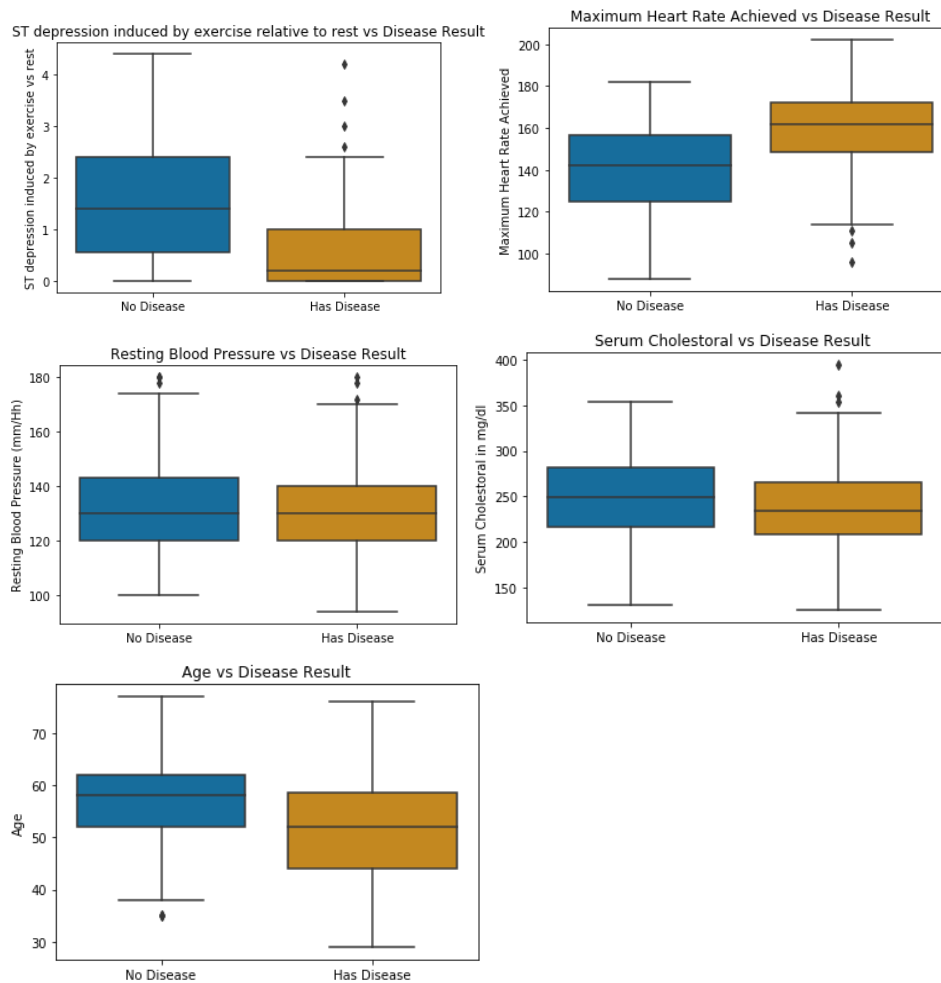 ST depression induced by exercise relative to rest vs Disease Result
ST depression induced by exercise vs rest
4
3
2
1
0
No Disease
Has Disease
Maximum Heart Rate Achieved vs Disease Result
Maximum Heart Rate Achieved
200
180
160
140
120
100
No Disease
Has Disease
Resting Blood Pressure vs Disease Result
Resting Blood Pressure (mm/Hh)
180
160
140
120
100
No Disease
Has Disease
Serum Cholestoral vs Disease Result
Serum Cholestoral in mg/dl
400
350
300
250
200
150
No Disease
Has Disease
Age vs Disease Result
Age
70
60
50
40
30
No Disease
Has Disease